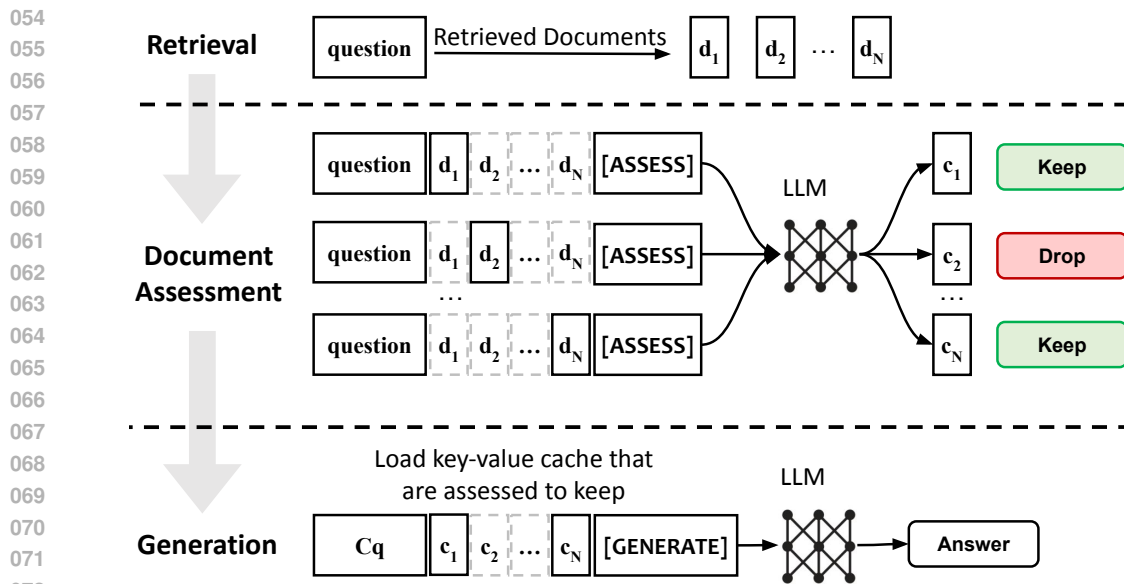 054
055
056
057
058
059
060
061
062
063
064
065
066
067
068
069
070
071
Retrieval
question
Retrieved Documents
d1 d2 ... dN
question d1 d2 ... dN [ASSESS]
LLM
c1 Keep
Document
Assessment
question d1 d2 ... dN [ASSESS]
c2 Drop
...
...
question d1 d2 ... dN [ASSESS]
cN Keep
Load key-value cache that
are assessed to keep
LLM
Generation
Cq c1 c2 ... cN [GENERATE]
Answer